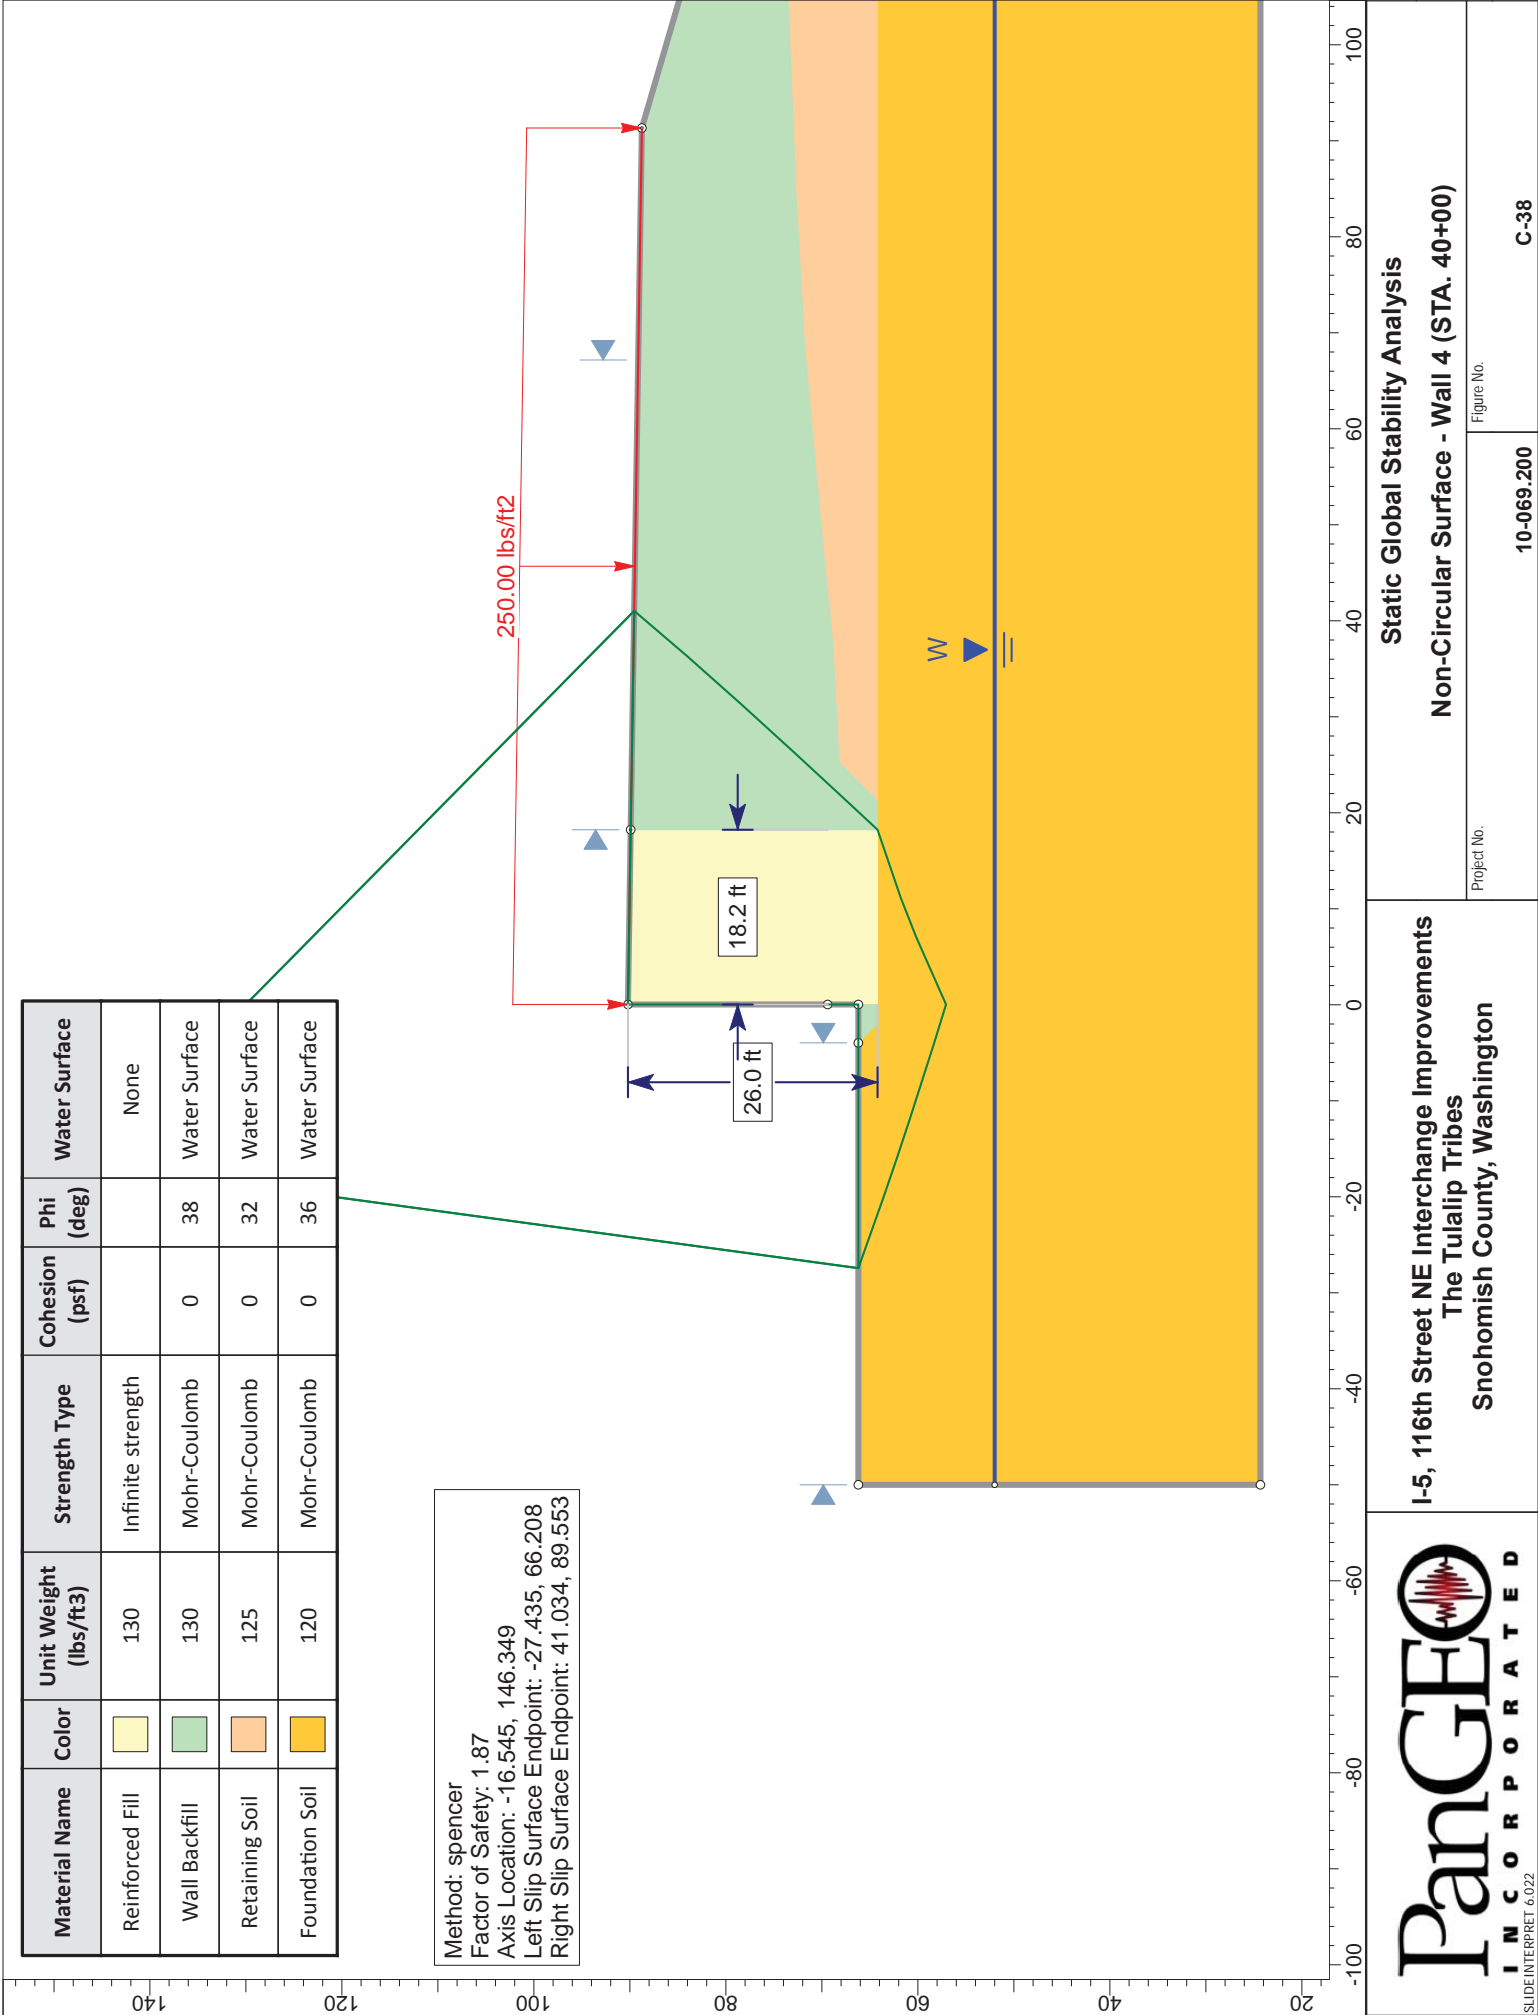 Material Name Color Unit Weight (lbs/ft3) Strength Type Cohesion (psf) Phi (deg) Water Surface
Reinforced Fill 130 Infinite strength None
Wall Backfill 130 Mohr-Coulomb 0 38 Water Surface
Retaining Soil 125 Mohr-Coulomb 0 32 Water Surface
Foundation Soil 120 Mohr-Coulomb 0 36 Water Surface
Method: spencer
Factor of Safety: 1.87
Axis Location: -16.545, 146.349
Left Slip Surface Endpoint: -27.435, 66.208
Right Slip Surface Endpoint: 41.034, 89.553
250.00 lbs/ft2
18.2 ft
26.0 ft
W
140
120
100
80
60
40
20
-100 -80 -60 -40 -20 0 20 40 60 80 100
PanGEO
INCORPORATED
SLIDEINTERPRET 6.022
I-5, 116th Street NE Interchange Improvements
The Tulalip Tribes
Snohomish County, Washington
Static Global Stability Analysis
Non-Circular Surface - Wall 4 (STA. 40+00)
Project No.
10-069.200
Figure No.
C-38